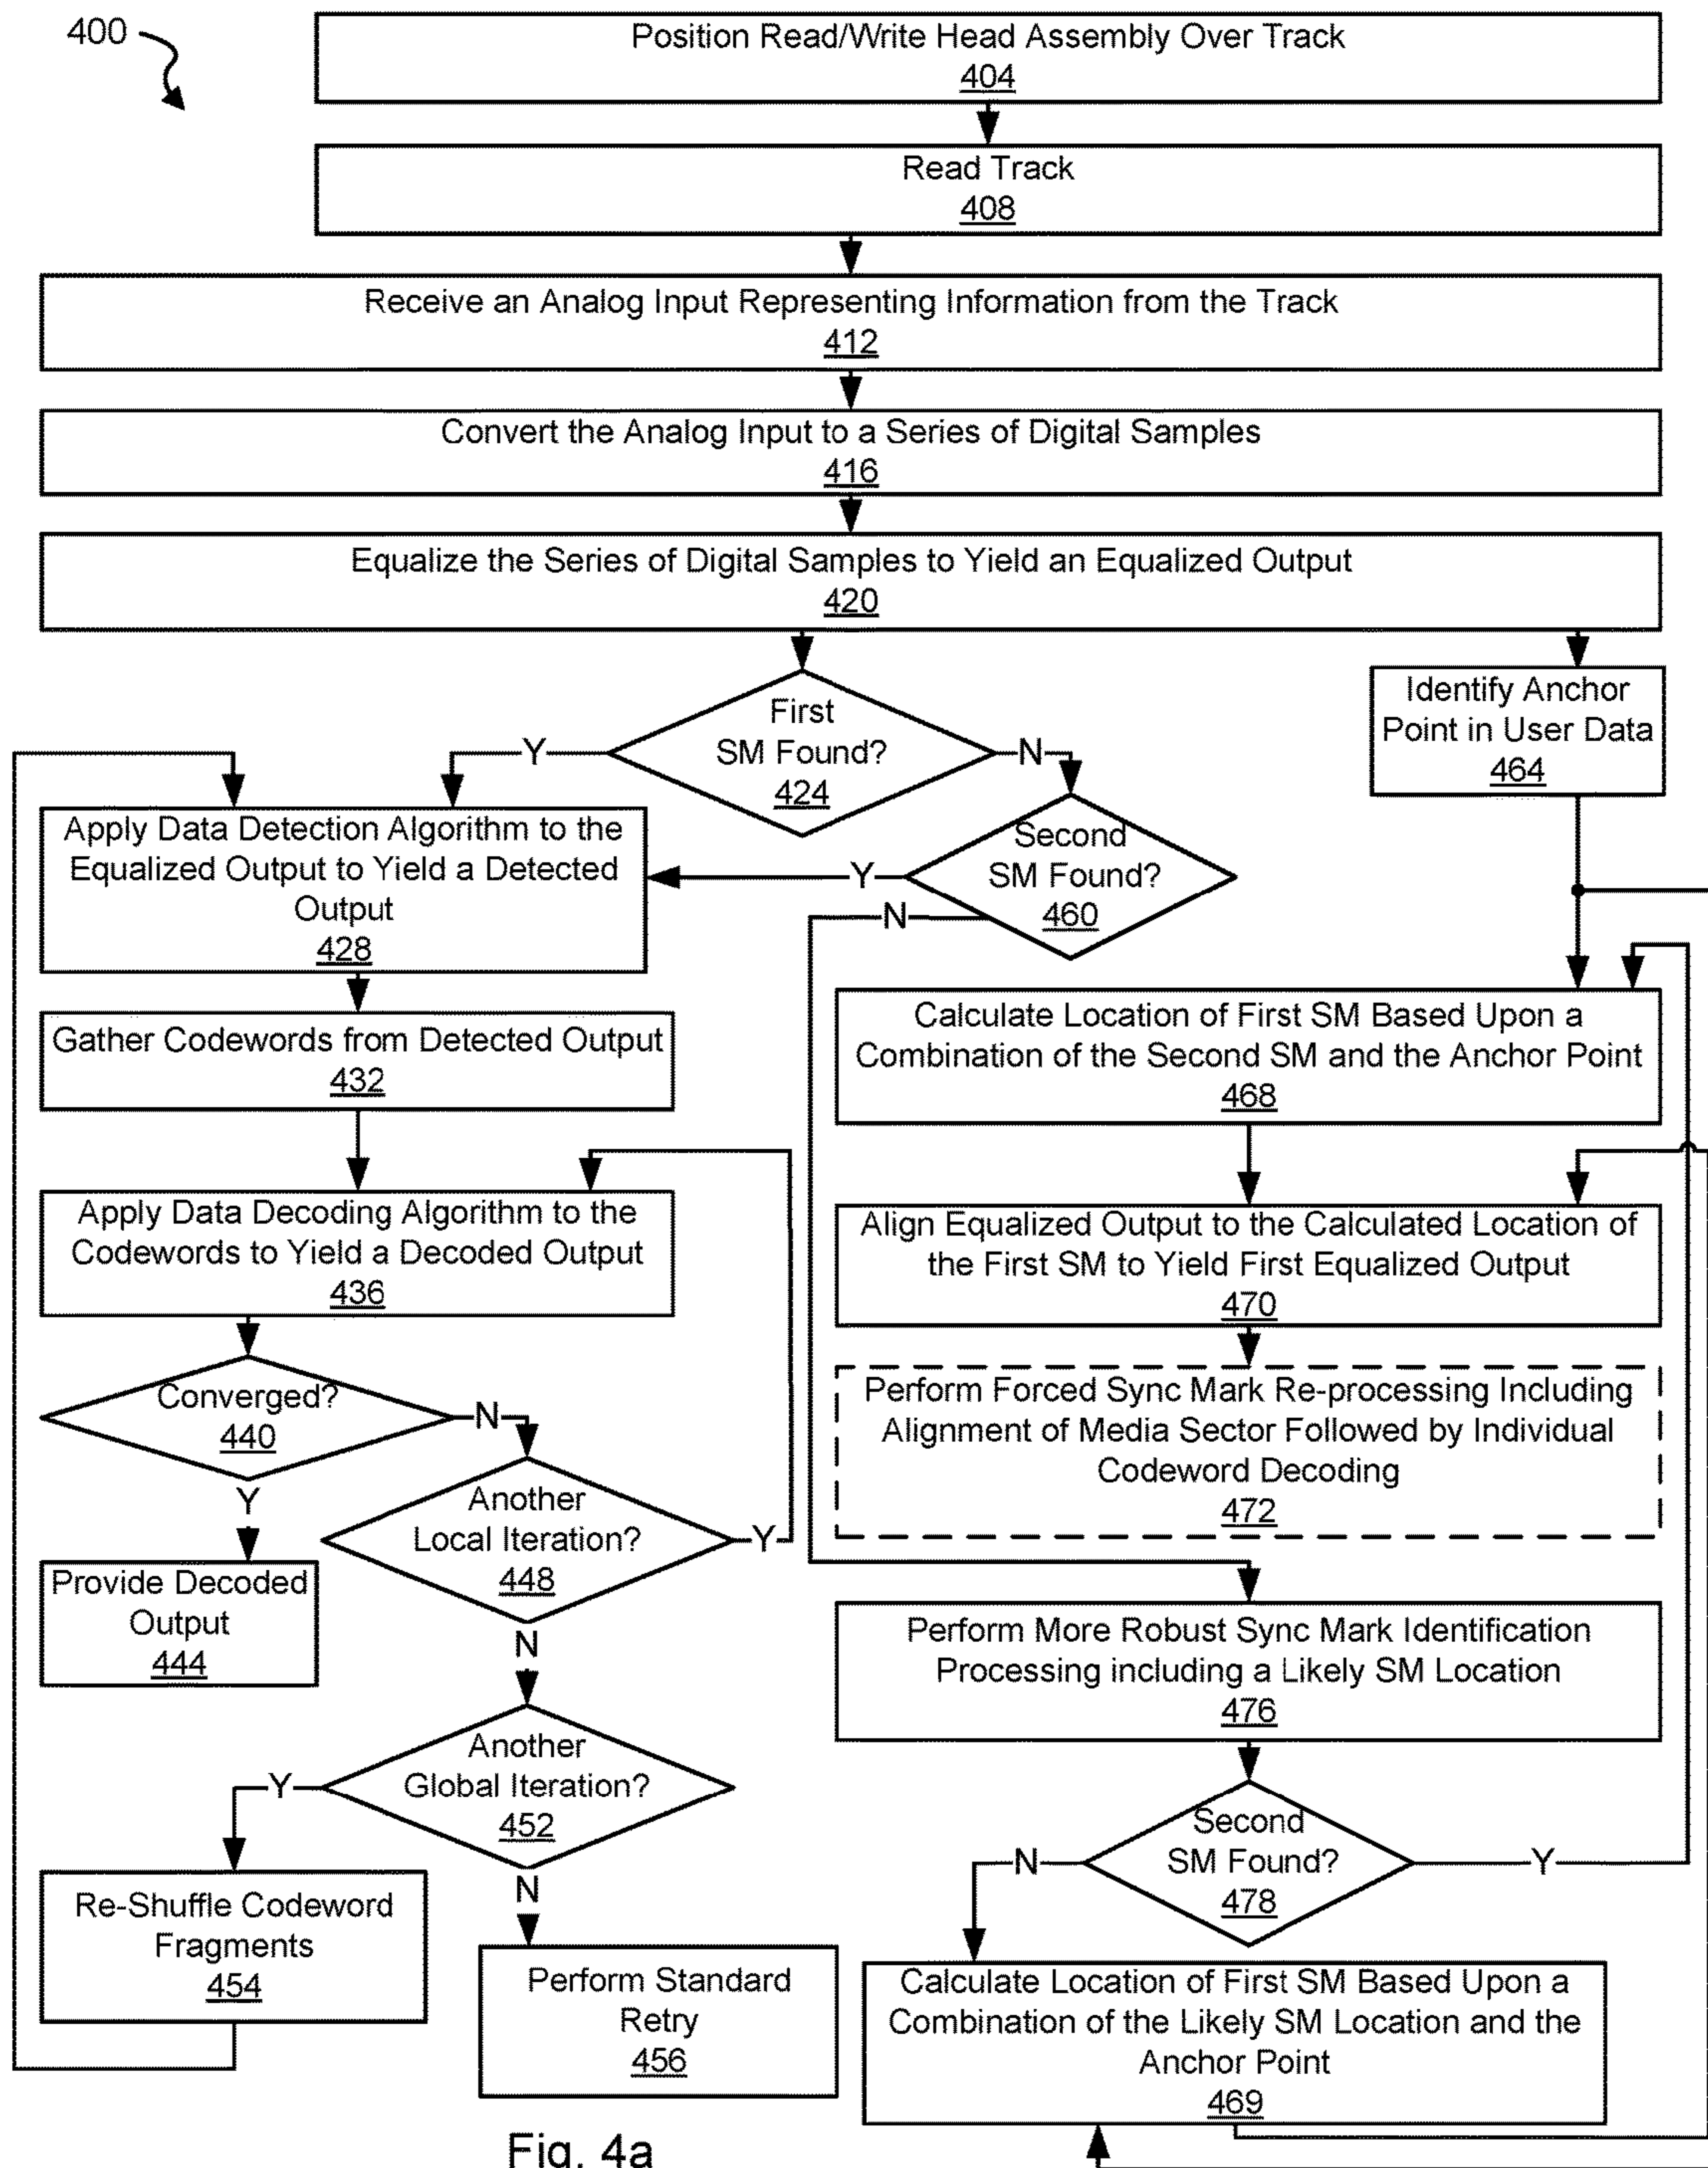 400
Position Read/Write Head Assembly Over Track
404
Read Track
408
Receive an Analog Input Representing Information from the Track
412
Convert the Analog Input to a Series of Digital Samples
416
Equalize the Series of Digital Samples to Yield an Equalized Output
420
First
SM Found?
424
Y
N
Identify Anchor
Point in User Data
464
Second
SM Found?
460
Y
N
Apply Data Detection Algorithm to the
Equalized Output to Yield a Detected
Output
428
Gather Codewords from Detected Output
432
Apply Data Decoding Algorithm to the
Codewords to Yield a Decoded Output
436
Converged?
440
N
Y
Provide Decoded
Output
444
Another
Local Iteration?
448
Y
N
Another
Global Iteration?
452
Y
N
Re-Shuffle Codeword
Fragments
454
Perform Standard
Retry
456
Calculate Location of First SM Based Upon a
Combination of the Second SM and the Anchor Point
468
Align Equalized Output to the Calculated Location of
the First SM to Yield First Equalized Output
470
Perform Forced Sync Mark Re-processing Including
Alignment of Media Sector Followed by Individual
Codeword Decoding
472
Perform More Robust Sync Mark Identification
Processing including a Likely SM Location
476
Second
SM Found?
478
N
Y
Calculate Location of First SM Based Upon a
Combination of the Likely SM Location and the
Anchor Point
469
Fig. 4a